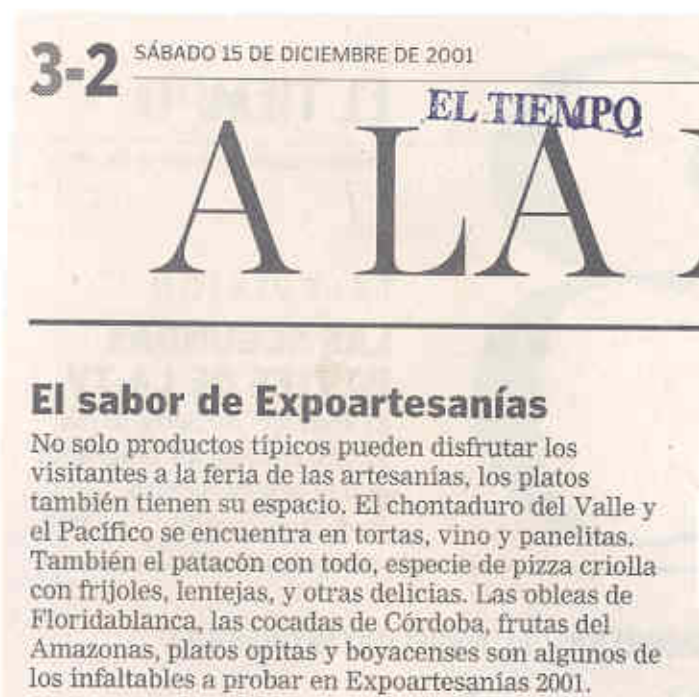 3-2 SÁBADO 15 DE DICIEMBRE DE 2001
EL TIEMPO
A LA
El sabor de Expoartesanías
No solo productos típicos pueden disfrutar los
visitantes a la feria de las artesanías, los platos
también tienen su espacio. El chontaduro del Valle y
el Pacífico se encuentra en tortas, vino y panelitas.
También el patacón con todo, especie de pizza criolla
con frijoles, lentejas, y otras delicias. Las obleas de
Floridablanca, las cocadas de Córdoba, frutas del
Amazonas, platos opitas y boyacenses son algunos de
los infaltables a probar en Expoartesanías 2001.